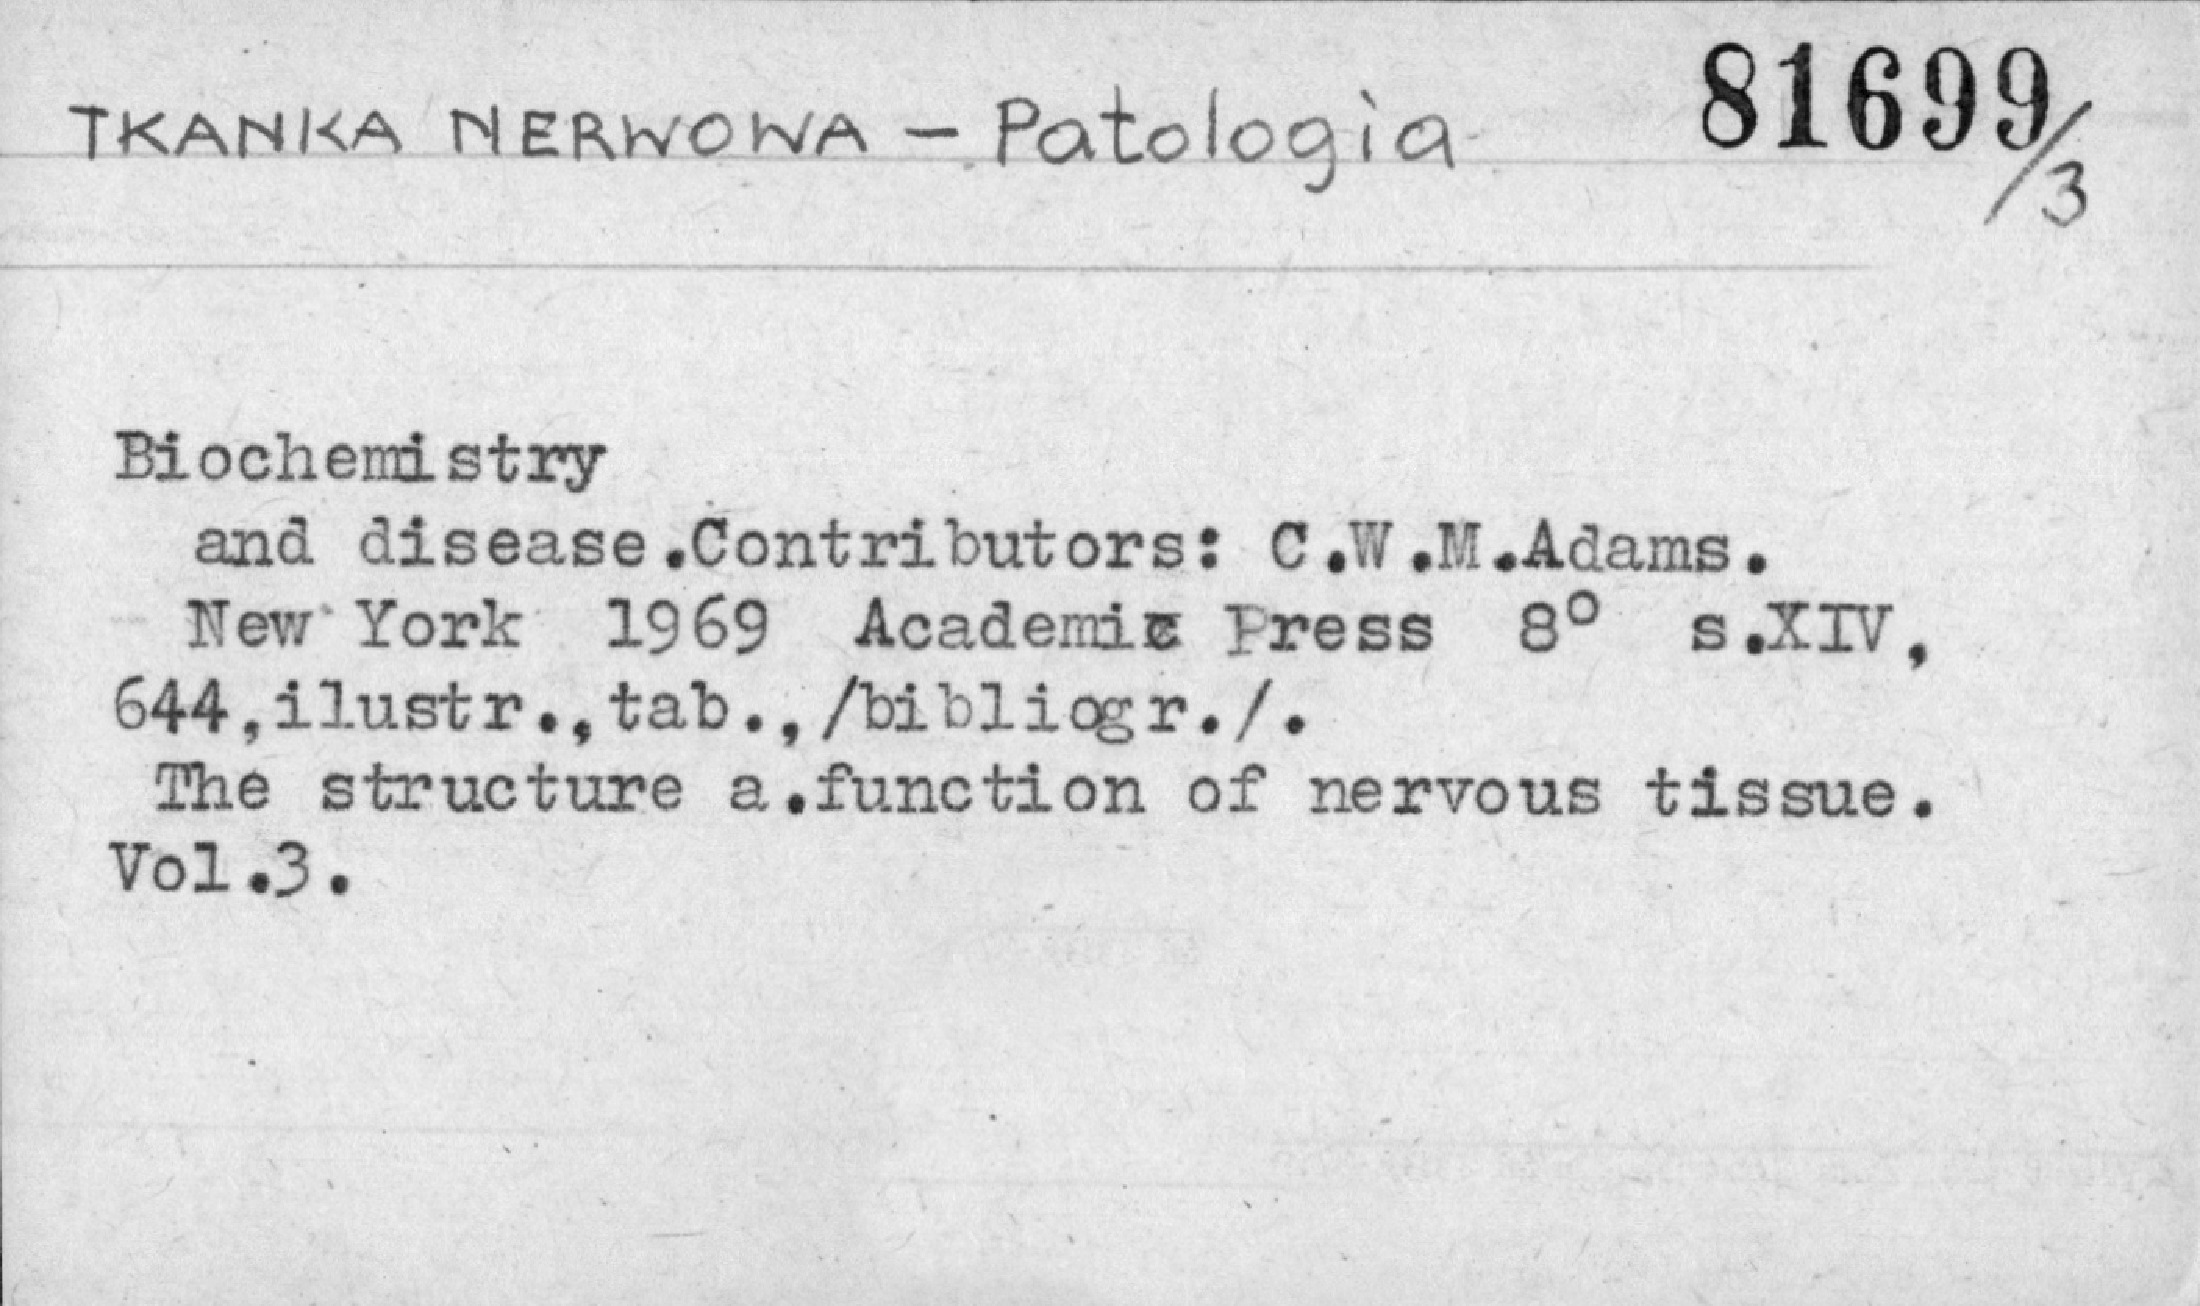 TKANKA NERWOWA - Patologia 81699/3
Biochemistry
and disease.Contributors: C.W.M.Adams.
New York 1969 Academic Press 8° s.XIV,
644,ilustr.,tab.,/bibliogr./.
The structure a.function of nervous tissue.
Vol.3.